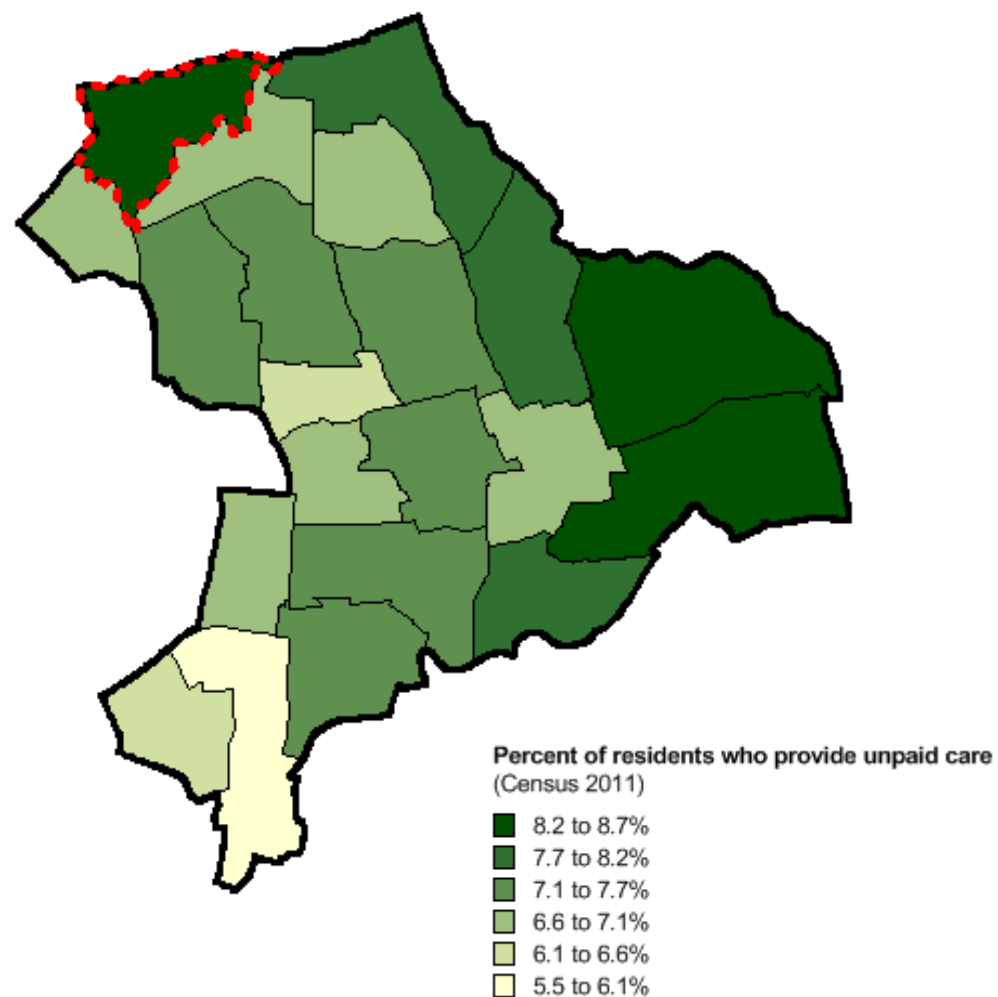 Percent of residents who provide unpaid care
(Census 2011)
8.2 to 8.7%
7.7 to 8.2%
7.1 to 7.7%
6.6 to 7.1%
6.1 to 6.6%
5.5 to 6.1%